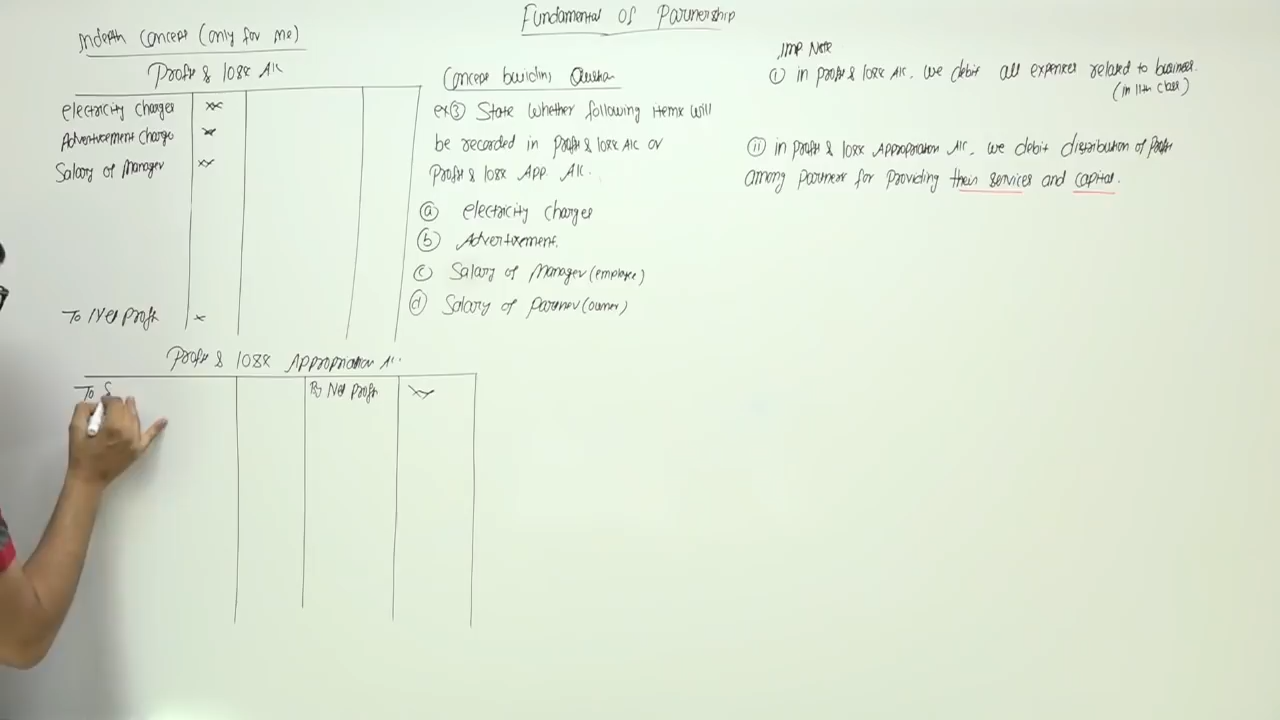 Fundamental of Parnership
Indepth Concept (only for me)
Profit & loss A/c
Electricity charges xx
Advertisement charges x
Salary of Manager xx
To Net Profit x
Profit & loss Appropriation A/c.
To S
By Net Profit xx
Concept building Question
ex③ State whether following items will
be recorded in profit & loss A/c or
Profit & loss App. A/c.
ⓐ electricity charges
ⓑ Advertisement.
ⓒ Salary of Manager (employee)
ⓓ Salary of partner (owner)
Imp Note
ⓘ in profit & loss A/c, we debit all expenses related to business.
(in 11th class)
ⓘⓘ in profit & loss Appropriation A/c, we debit distribution of Profit
among partners for providing their services and capital.